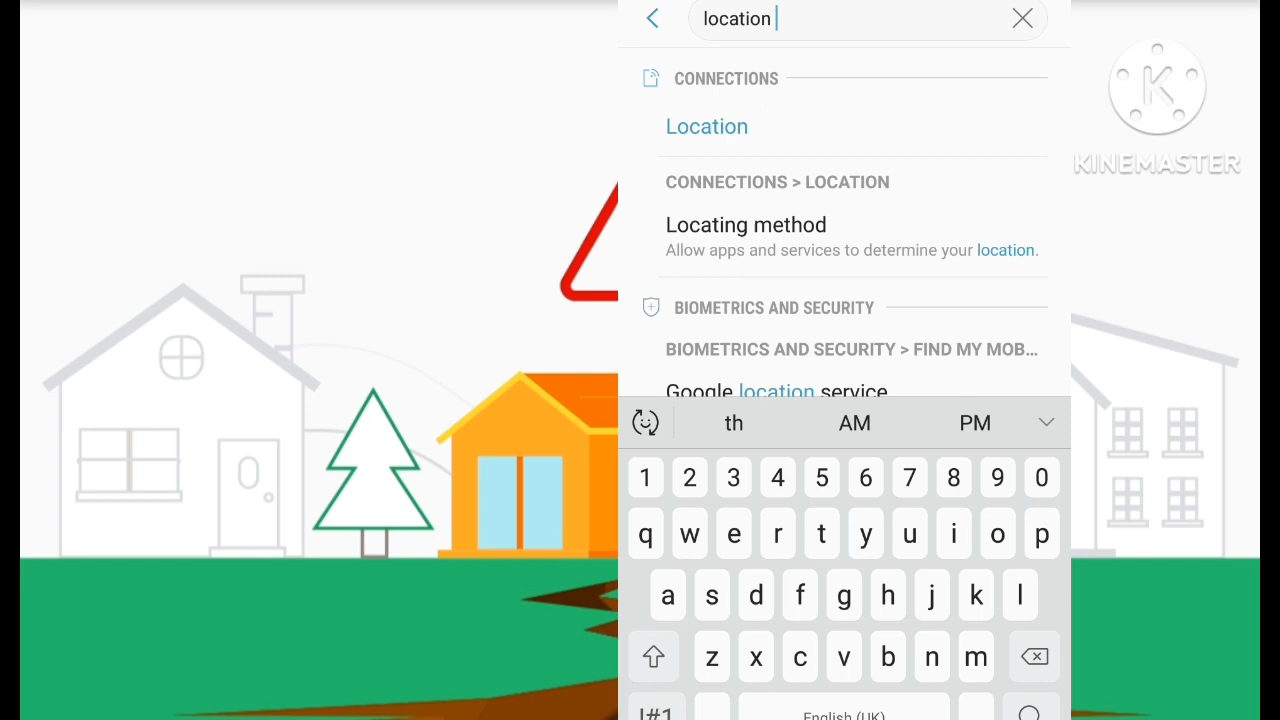 location
CONNECTIONS
Location
CONNECTIONS > LOCATION
Locating method
Allow apps and services to determine your location.
BIOMETRICS AND SECURITY
BIOMETRICS AND SECURITY > FIND MY MOB...
Google location service
th AM PM
1 2 3 4 5 6 7 8 9 0
q w e r t y u i o p
a s d f g h j k l
z x c v b n m
!#1 English (UK)
K
KINEMASTER